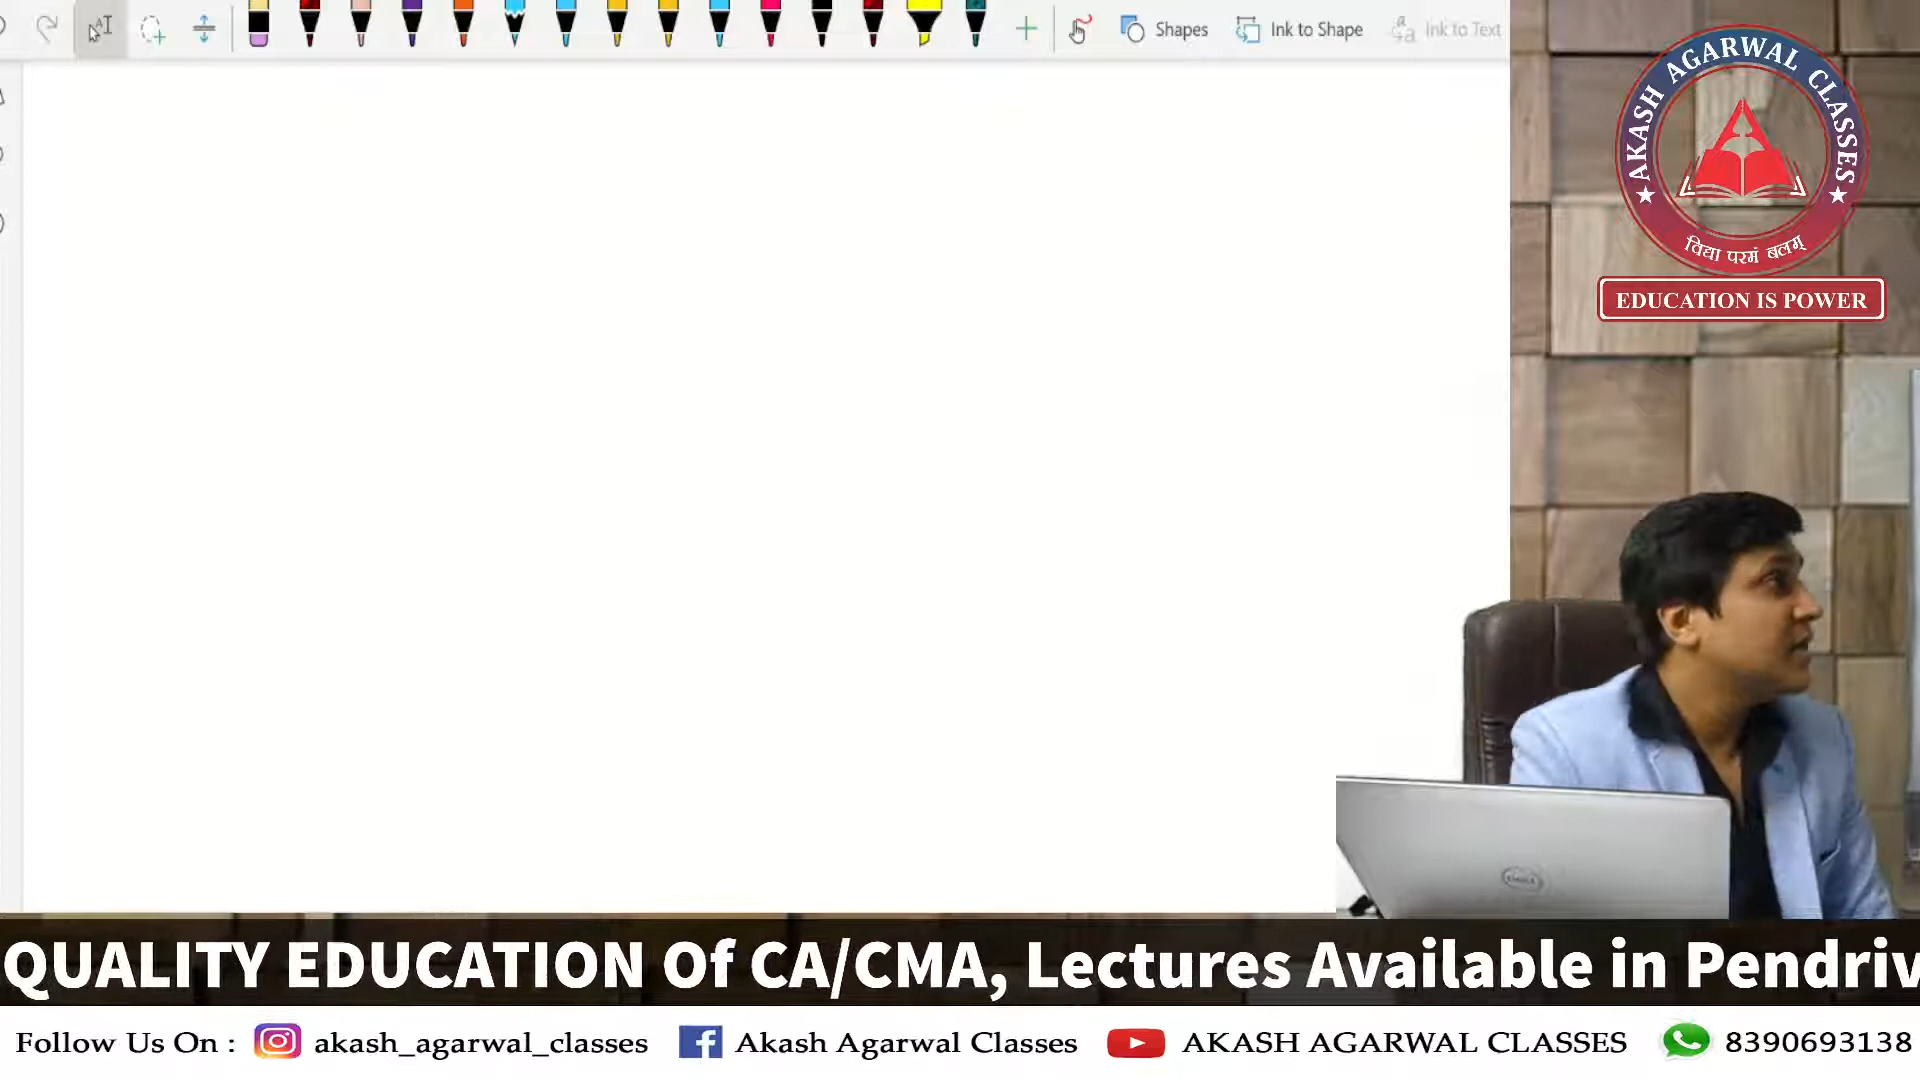 Shapes
Ink to Shape
Ink to Text
AKASH AGARWAL CLASSES
विद्या परमं बलम्
EDUCATION IS POWER
DELL
QUALITY EDUCATION Of CA/CMA, Lectures Available in Pendriv
Follow Us On : akash_agarwal_classes Akash Agarwal Classes AKASH AGARWAL CLASSES 8390693138